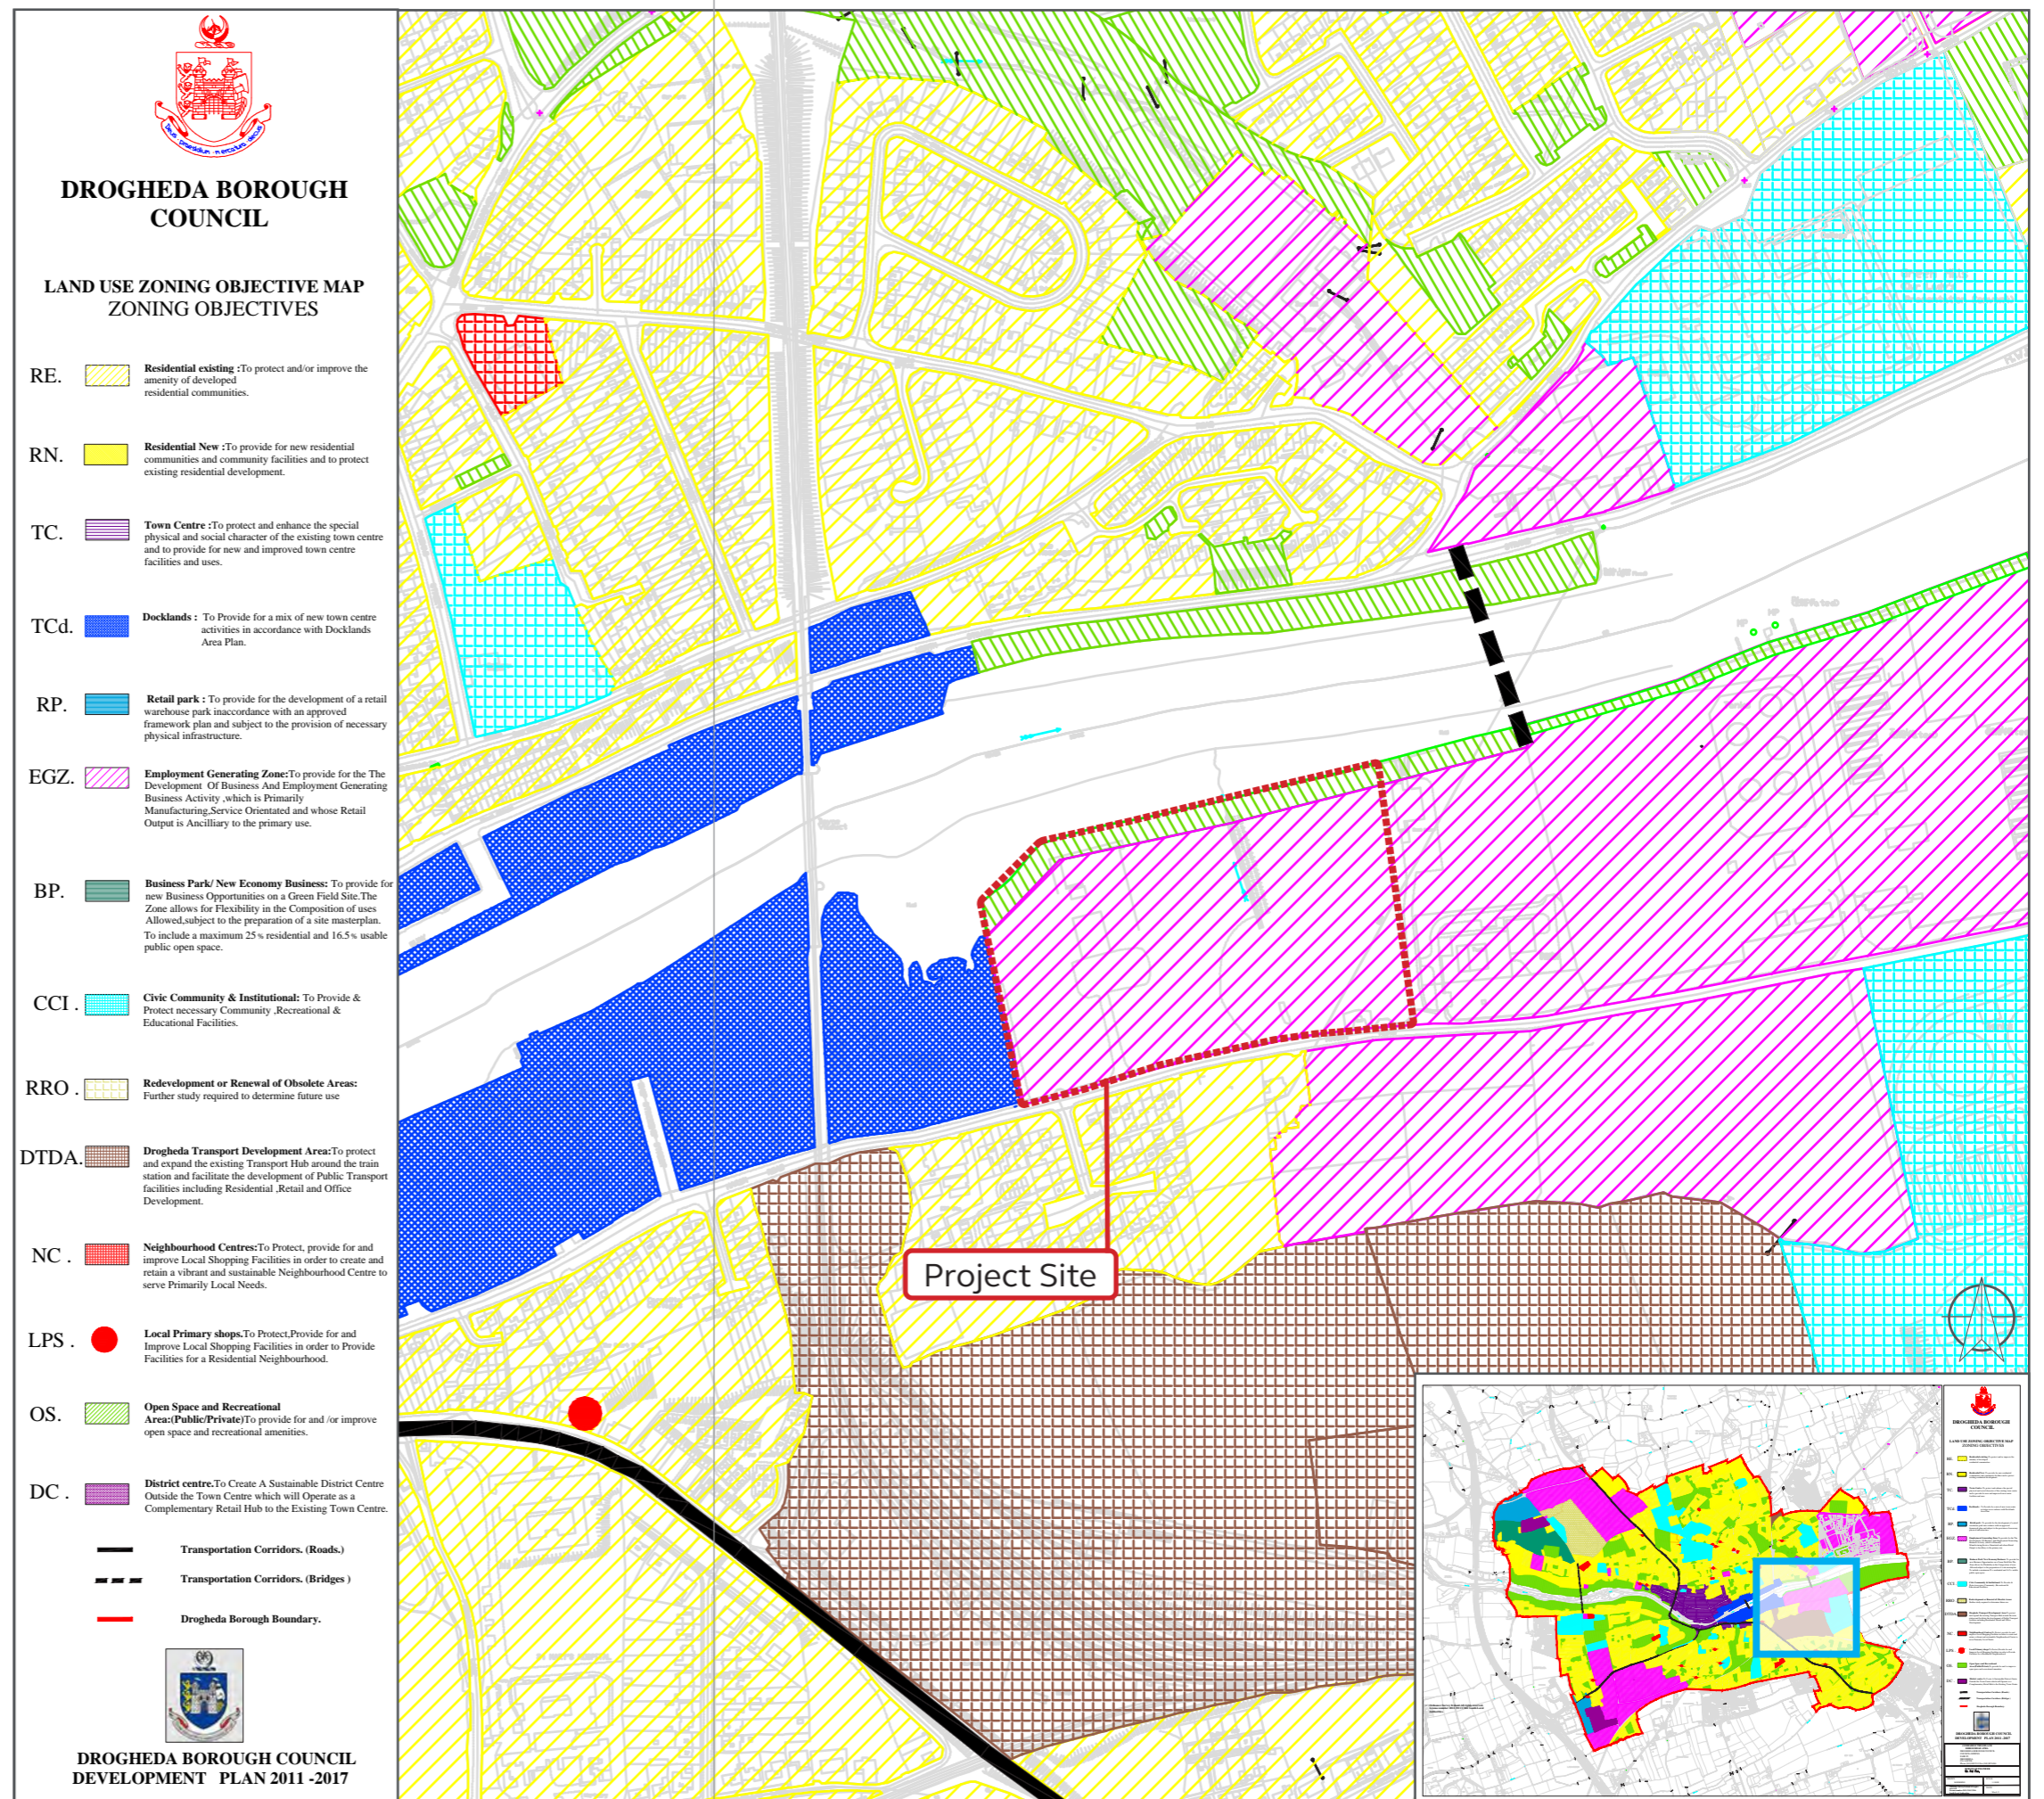 DROGHEDA BOROUGH
COUNCIL
LAND USE ZONING OBJECTIVE MAP
ZONING OBJECTIVES
RE.
Residential existing :To protect and/or improve the
amenity of developed
residential communities.
RN.
Residential New :To provide for new residential
communities and community facilities and to protect
existing residential development.
TC.
Town Centre :To protect and enhance the special
physical and social character of the existing town centre
and to provide for new and improved town centre
facilities and uses.
TCd.
Docklands : To Provide for a mix of new town centre
activities in accordance with Docklands
Area Plan.
RP.
Retail park : To provide for the development of a retail
warehouse park inaccordance with an approved
framework plan and subject to the provision of necessary
physical infrastructure.
EGZ.
Employment Generating Zone:To provide for the The
Development Of Business And Employment Generating
Business Activity ,which is Primarily
Manufacturing,Service Orientated and whose Retail
Output is Ancilliary to the primary use.
BP.
Business Park/ New Economy Business: To provide for
new Business Opportunities on a Green Field Site.The
Zone allows for Flexibility in the Composition of uses
Allowed,subject to the preparation of a site masterplan.
To include a maximum 25% residential and 16.5% usable
public open space.
CCI .
Civic Community & Institutional: To Provide &
Protect necessary Community ,Recreational &
Educational Facilities.
RRO .
Redevelopment or Renewal of Obsolete Areas:
Further study required to determine future use
DTDA.
Drogheda Transport Development Area:To protect
and expand the existing Transport Hub around the train
station and facilitate the development of Public Transport
facilities including Residential ,Retail and Office
Development.
NC .
Neighbourhood Centres:To Protect, provide for and
improve Local Shopping Facilities in order to create and
retain a vibrant and sustainable Neighbourhood Centre to
serve Primarily Local Needs.
LPS .
Local Primary shops.To Protect,Provide for and
Improve Local Shopping Facilities in order to Provide
Facilities for a Residential Neighbourhood.
OS.
Open Space and Recreational
Area:(Public/Private)To provide for and /or improve
open space and recreational amenities.
DC .
District centre.To Create A Sustainable District Centre
Outside the Town Centre which will Operate as a
Complementary Retail Hub to the Existing Town Centre.
Transportation Corridors. (Roads.)
Transportation Corridors. (Bridges )
Drogheda Borough Boundary.
DROGHEDA BOROUGH COUNCIL
DEVELOPMENT PLAN 2011 -2017
Project Site
DROGHEDA BOROUGH
COUNCIL
LAND USE ZONING OBJECTIVE MAP
ZONING OBJECTIVES
DROGHEDA BOROUGH COUNCIL
DEVELOPMENT PLAN 2011 -2017